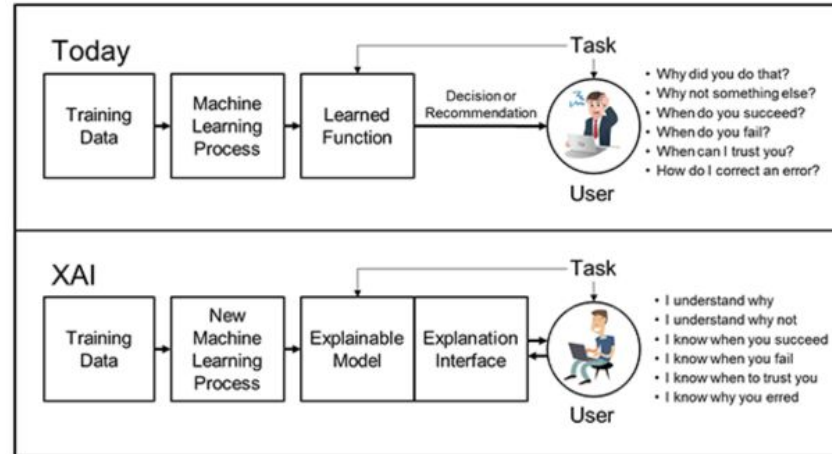 Today
Task
Training
Data
Machine
Learning
Process
Learned
Function
Decision or
Recommendation
User
• Why did you do that?
• Why not something else?
• When do you succeed?
• When do you fail?
• When can I trust you?
• How do I correct an error?
XAI
Task
Training
Data
New
Machine
Learning
Process
Explainable
Model
Explanation
Interface
User
• I understand why
• I understand why not
• I know when you succeed
• I know when you fail
• I know when to trust you
• I know why you erred